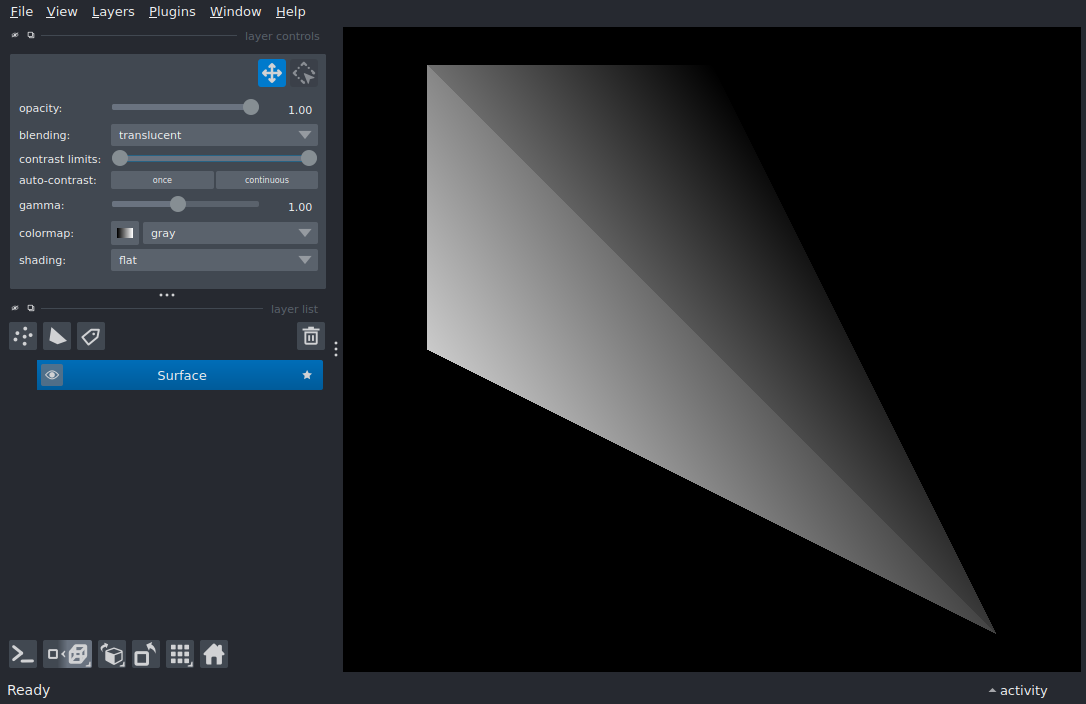 File View Layers Plugins Window Help
layer controls
opacity: 1.00
blending: translucent
contrast limits:
auto-contrast: once continuous
gamma: 1.00
colormap: gray
shading: flat
layer list
Surface
Ready activity